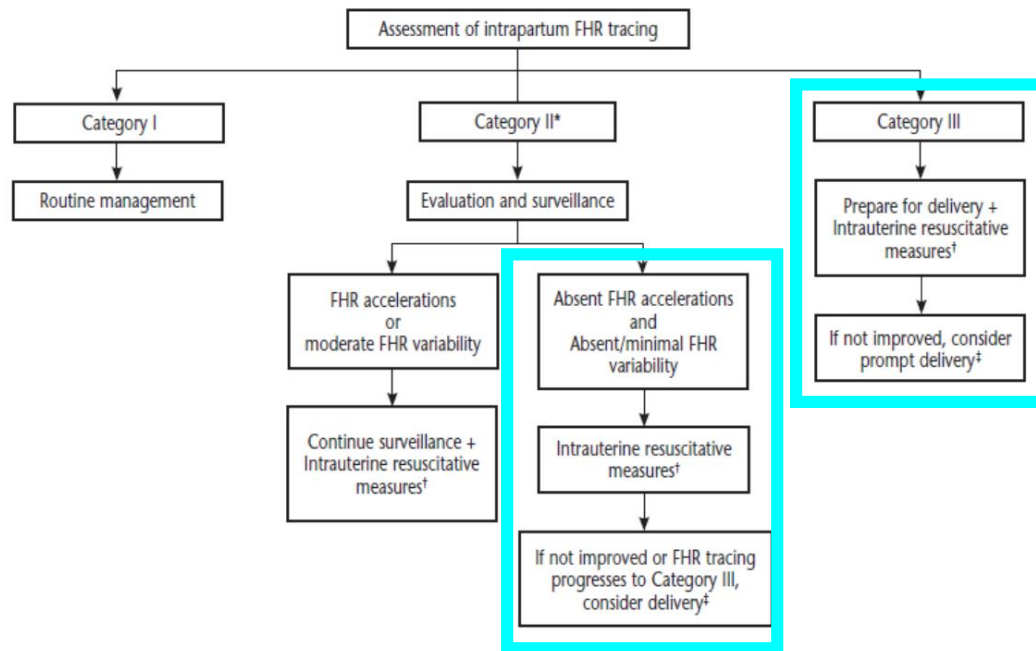 Assessment of intrapartum FHR tracing
Category I
Category II*
Category III
Routine management
Evaluation and surveillance
Prepare for delivery +
Intrauterine resuscitative
measures†
FHR accelerations
or
moderate FHR variability
Absent FHR accelerations
and
Absent/minimal FHR
variability
If not improved, consider
prompt delivery‡
Continue surveillance +
Intrauterine resuscitative
measures†
Intrauterine resuscitative
measures†
If not improved or FHR tracing
progresses to Category III,
consider delivery‡